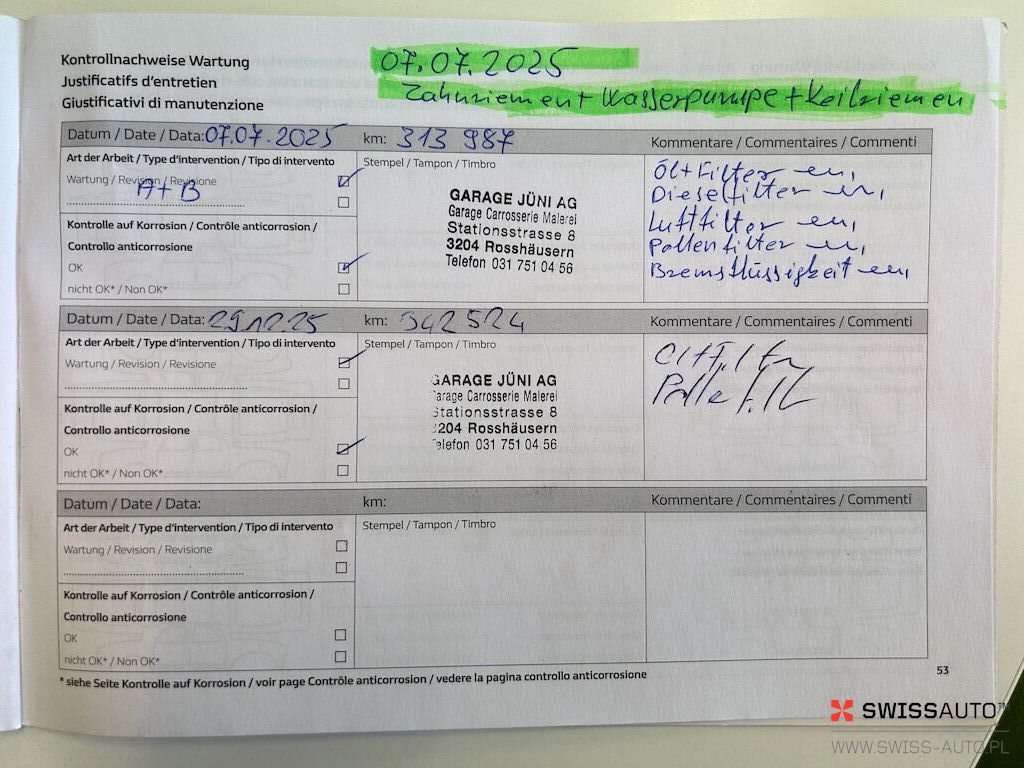 Kontrollnachweise Wartung
Justificatifs d'entretien
Giustificativi di manutenzione
07.07.2025
Zahnriemen + Wasserpumpe + Keilriemen
Datum / Date / Data: 07.07.2025 km: 313 987 Kommentare / Commentaires / Commenti
Art der Arbeit / Type d'intervention / Tipo di intervento
Wartung / Revision / Revisione
A+B
Kontrolle auf Korrosion / Contrôle anticorrosion /
Controllo anticorrosione
OK
nicht OK* / Non OK*
Stempel / Tampon / Timbro
GARAGE JÜNI AG
Garage Carrosserie Malerei
Stationsstrasse 8
3204 Rosshäusern
Telefon 031 751 04 56
Öl+Filter
Dieselfilter
Luftfilter
Pollenfilter
Bremsflüssigkeit
Datum / Date / Data: 29.12.25 km: 342 524 Kommentare / Commentaires / Commenti
Art der Arbeit / Type d'intervention / Tipo di intervento
Wartung / Revision / Revisione
Kontrolle auf Korrosion / Contrôle anticorrosion /
Controllo anticorrosione
OK
nicht OK* / Non OK*
Stempel / Tampon / Timbro
GARAGE JÜNI AG
Garage Carrosserie Malerei
Stationsstrasse 8
3204 Rosshäusern
Telefon 031 751 04 56
Datum / Date / Data: km: Kommentare / Commentaires / Commenti
Art der Arbeit / Type d'intervention / Tipo di intervento
Wartung / Revision / Revisione
Kontrolle auf Korrosion / Contrôle anticorrosion /
Controllo anticorrosione
OK
nicht OK* / Non OK*
Stempel / Tampon / Timbro
* siehe Seite Kontrolle auf Korrosion / voir page Contrôle anticorrosion / vedere la pagina controllo anticorrosione
53
SWISSAUTO™
WWW.SWISS-AUTO.PL